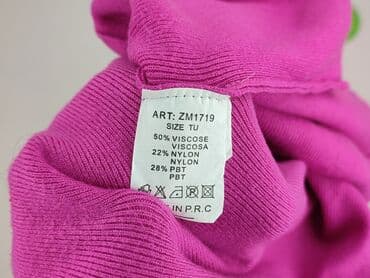 ART: ZM1719
SIZE TU
50% VISCOSE
VISCOSA
22% NYLON
NYLON
28% PBT
PBT
IN P.R.C